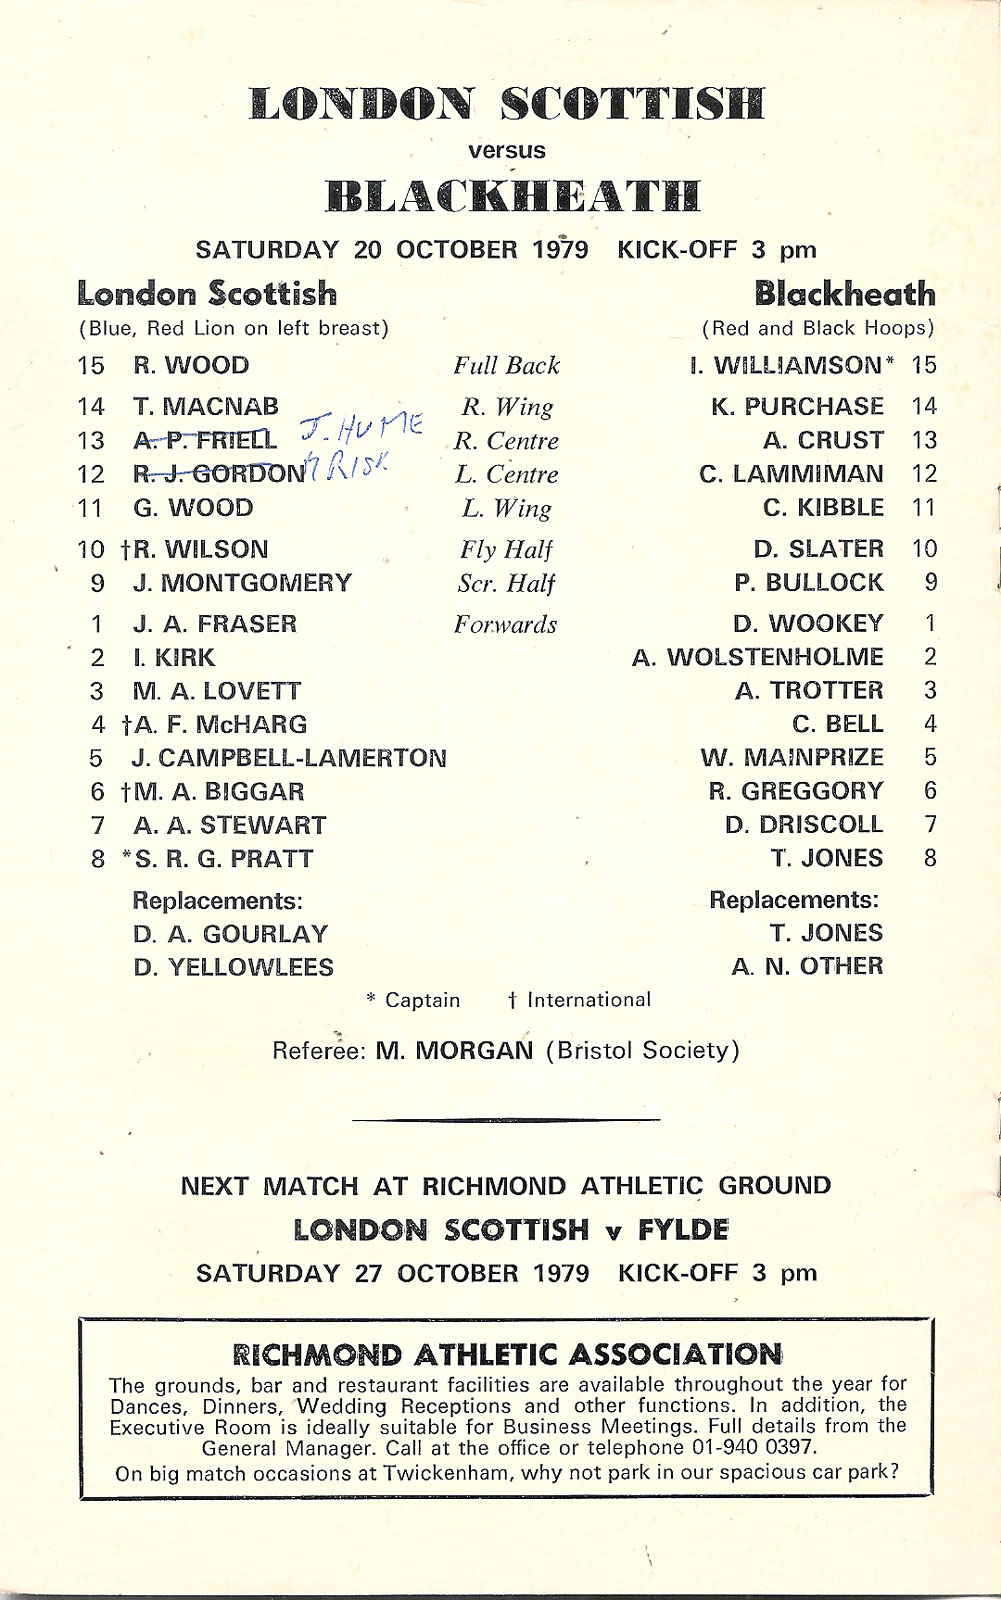 LONDON SCOTTISH
versus
BLACKHEATH
SATURDAY 20 OCTOBER 1979 KICK-OFF 3 pm
London Scottish Blackheath
(Blue, Red Lion on left breast) (Red and Black Hoops)
15 R. WOOD Full Back I. WILLIAMSON* 15
14 T. MACNAB R. Wing K. PURCHASE 14
13 A. P. FRIELL J. HUME R. Centre A. CRUST 13
12 R. J. GORDON RISK L. Centre C. LAMMIMAN 12
11 G. WOOD L. Wing C. KIBBLE 11
10 †R. WILSON Fly Half D. SLATER 10
9 J. MONTGOMERY Scr. Half P. BULLOCK 9
1 J. A. FRASER Forwards D. WOOKEY 1
2 I. KIRK A. WOLSTENHOLME 2
3 M. A. LOVETT A. TROTTER 3
4 †A. F. McHARG C. BELL 4
5 J. CAMPBELL-LAMERTON W. MAINPRIZE 5
6 †M. A. BIGGAR R. GREGGORY 6
7 A. A. STEWART D. DRISCOLL 7
8 *S. R. G. PRATT T. JONES 8
Replacements: Replacements:
D. A. GOURLAY T. JONES
D. YELLOWLEES A. N. OTHER
* Captain † International
Referee: M. MORGAN (Bristol Society)
NEXT MATCH AT RICHMOND ATHLETIC GROUND
LONDON SCOTTISH v FYLDE
SATURDAY 27 OCTOBER 1979 KICK-OFF 3 pm
RICHMOND ATHLETIC ASSOCIATION
The grounds, bar and restaurant facilities are available throughout the year for
Dances, Dinners, Wedding Receptions and other functions. In addition, the
Executive Room is ideally suitable for Business Meetings. Full details from the
General Manager. Call at the office or telephone 01-940 0397.
On big match occasions at Twickenham, why not park in our spacious car park?